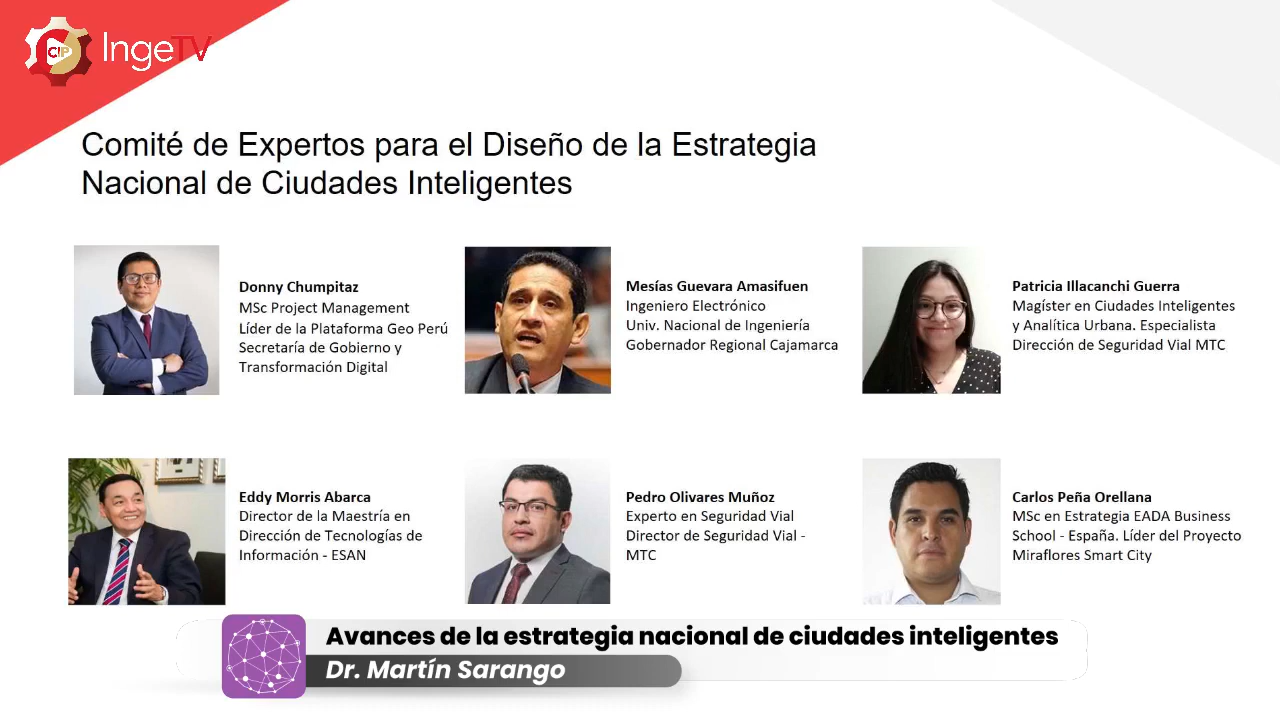 CIP IngeTV
Comité de Expertos para el Diseño de la Estrategia
Nacional de Ciudades Inteligentes
Donny Chumpitaz
MSc Project Management
Líder de la Plataforma Geo Perú
Secretaría de Gobierno y
Transformación Digital
Mesías Guevara Amasifuen
Ingeniero Electrónico
Univ. Nacional de Ingeniería
Gobernador Regional Cajamarca
Patricia Illacanchi Guerra
Magíster en Ciudades Inteligentes
y Analítica Urbana. Especialista
Dirección de Seguridad Vial MTC
Eddy Morris Abarca
Director de la Maestría en
Dirección de Tecnologías de
Información - ESAN
Pedro Olivares Muñoz
Experto en Seguridad Vial
Director de Seguridad Vial -
MTC
Carlos Peña Orellana
MSc en Estrategia EADA Business
School - España. Líder del Proyecto
Miraflores Smart City
Avances de la estrategia nacional de ciudades inteligentes
Dr. Martín Sarango